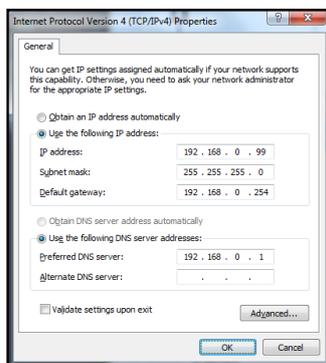 Internet Protocol Version 4 (TCP/IPv4) Properties
General
You can get IP settings assigned automatically if your network supports
this capability. Otherwise, you need to ask your network administrator
for the appropriate IP settings.
Obtain an IP address automatically
Use the following IP address:
IP address: 192 . 168 . 0 . 99
Subnet mask: 255 . 255 . 255 . 0
Default gateway: 192 . 168 . 0 . 254
Obtain DNS server address automatically
Use the following DNS server addresses:
Preferred DNS server: 192 . 168 . 0 . 1
Alternate DNS server: . . .
Validate settings upon exit
Advanced...
OK Cancel